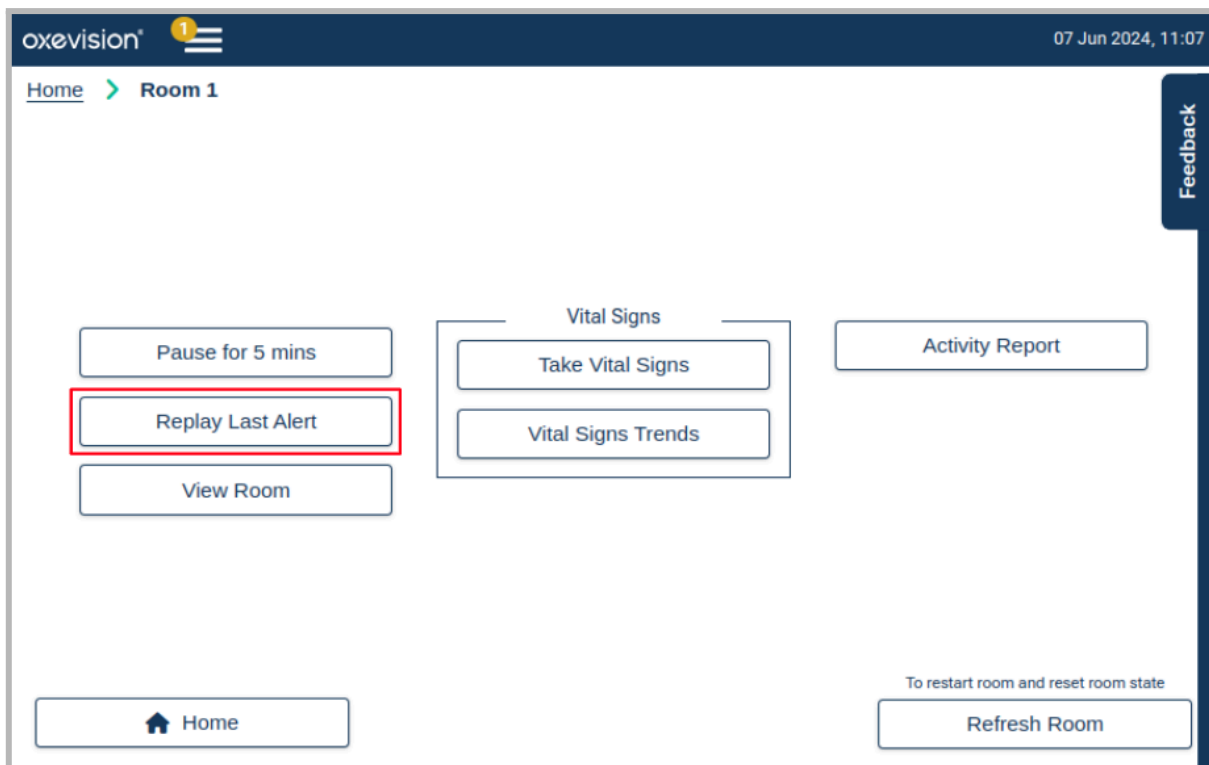 oxevision®
1
07 Jun 2024, 11:07
Home > Room 1
Feedback
Pause for 5 mins
Replay Last Alert
View Room
Vital Signs
Take Vital Signs
Vital Signs Trends
Activity Report
Home
To restart room and reset room state
Refresh Room